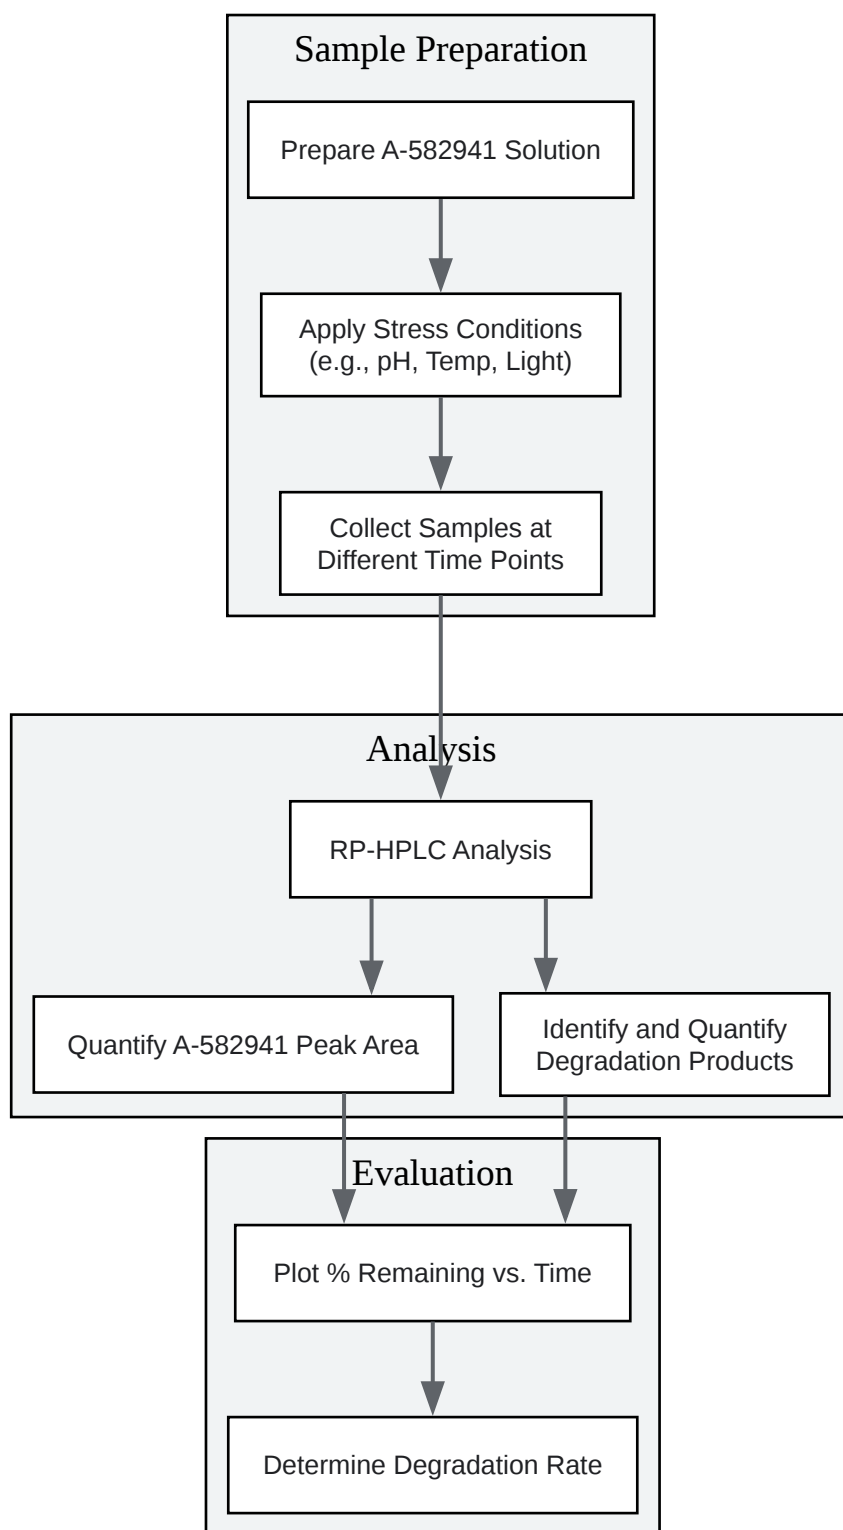 Sample Preparation
Prepare A-582941 Solution
Apply Stress Conditions
(e.g., pH, Temp, Light)
Collect Samples at
Different Time Points
Analysis
RP-HPLC Analysis
Quantify A-582941 Peak Area
Identify and Quantify
Degradation Products
Evaluation
Plot % Remaining vs. Time
Determine Degradation Rate